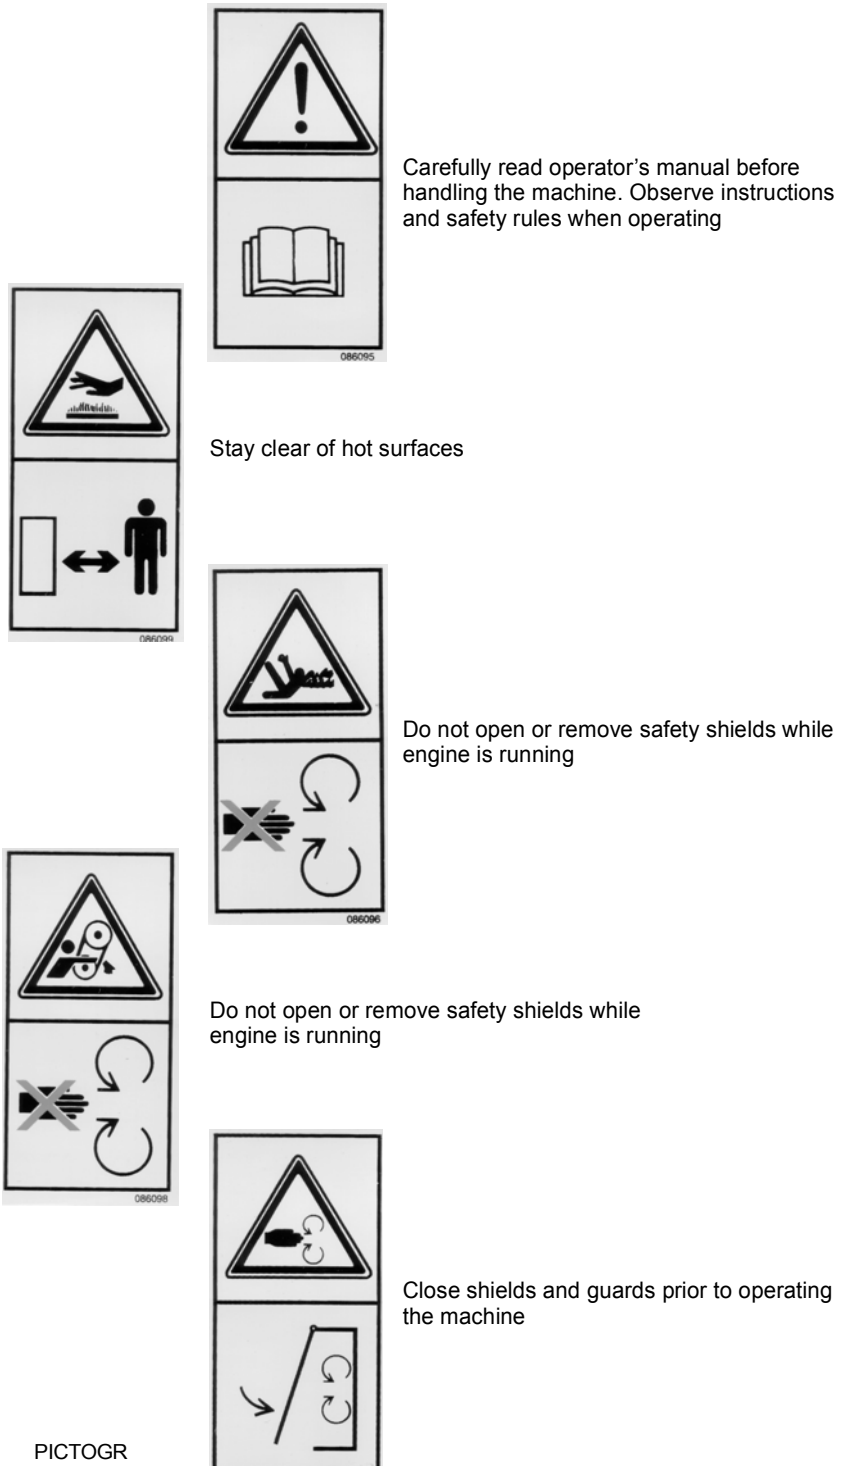 Carefully read operator's manual before
handling the machine. Observe instructions
and safety rules when operating
086095
Stay clear of hot surfaces
086099
Do not open or remove safety shields while
engine is running
086096
Do not open or remove safety shields while
engine is running
086098
Close shields and guards prior to operating
the machine
PICTOGR